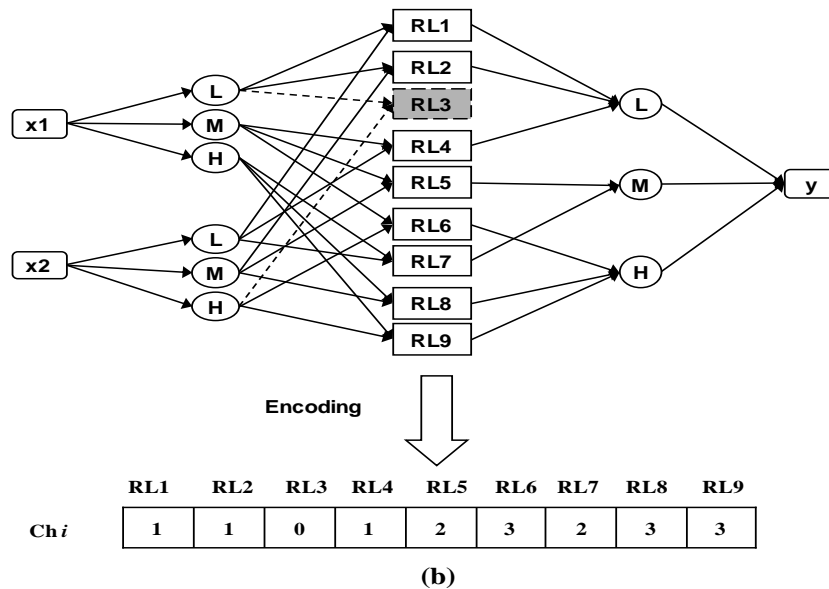 RL1
RL2
L
L
RL3
x1
M
H
RL4
RL5
M
y
L
RL6
x2
M
RL7
H
H
RL8
RL9
Encoding
RL1 RL2 RL3 RL4 RL5 RL6 RL7 RL8 RL9
Ch i 1 1 0 1 2 3 2 3 3
(b)